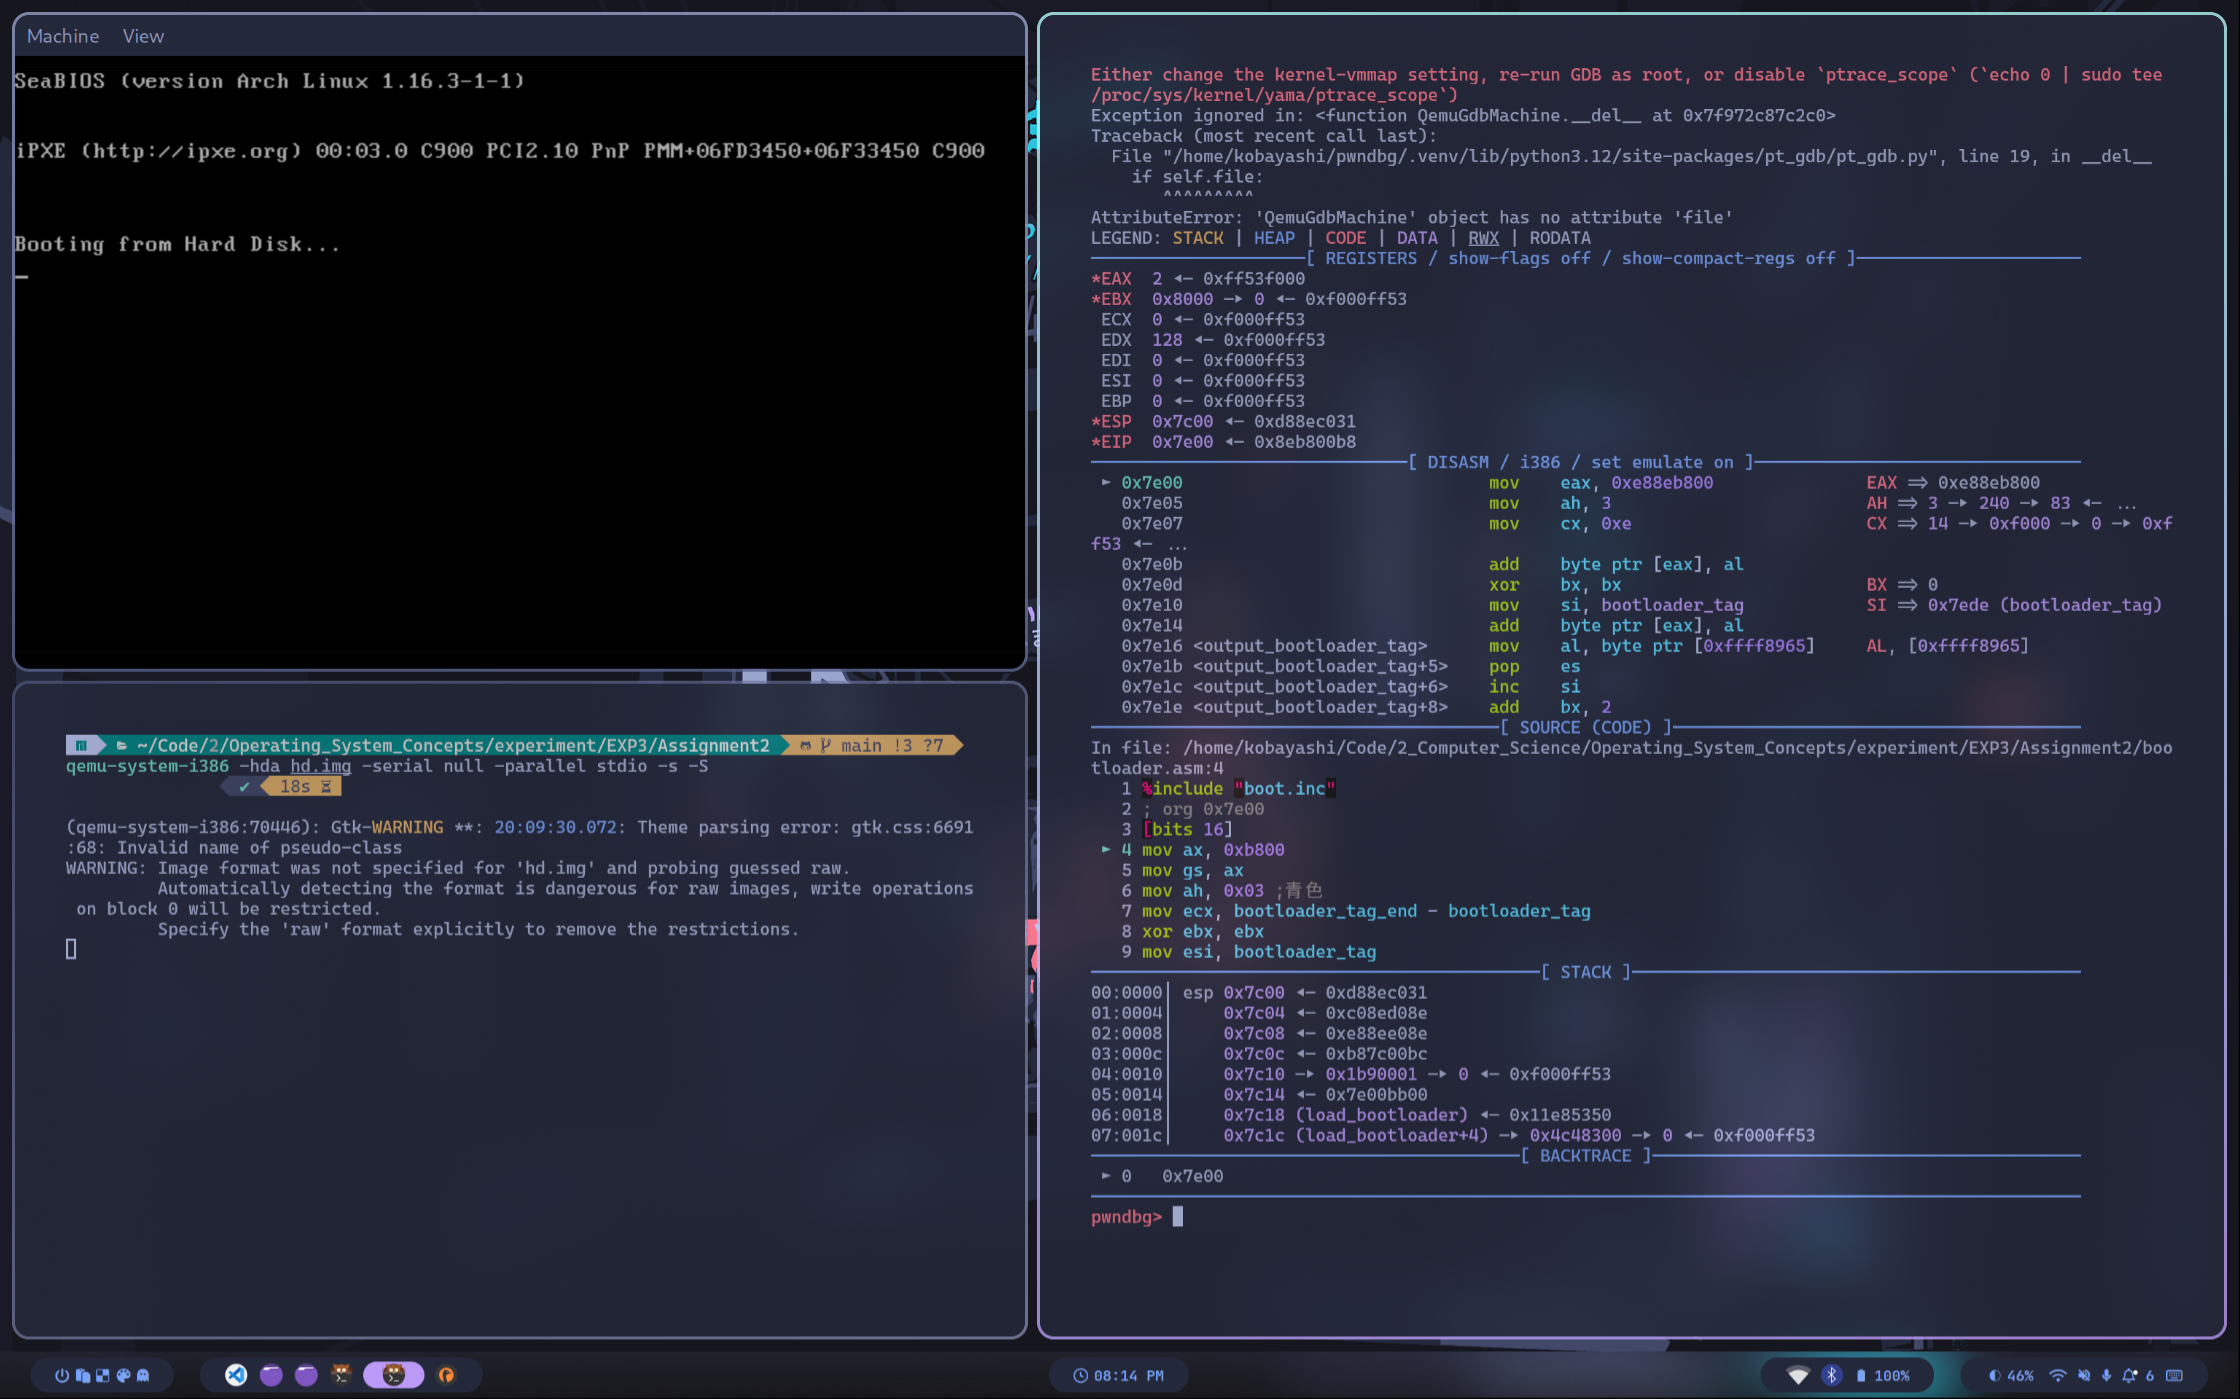 Machine View
SeaBIOS (version Arch Linux 1.16.3-1-1)
iPXE (http://ipxe.org) 00:03.0 C900 PCI2.10 PnP PMM+06FD3450+06F33450 C900
Booting from Hard Disk...
~/Code/2/Operating_System_Concepts/experiment/EXP3/Assignment2 main !3 ?7
qemu-system-i386 -hda hd.img -serial null -parallel stdio -s -S
✔ 18s
(qemu-system-i386:70446): Gtk-WARNING **: 20:09:30.072: Theme parsing error: gtk.css:6691
:68: Invalid name of pseudo-class
WARNING: Image format was not specified for 'hd.img' and probing guessed raw.
Automatically detecting the format is dangerous for raw images, write operations
on block 0 will be restricted.
Specify the 'raw' format explicitly to remove the restrictions.
Either change the kernel-vmmap setting, re-run GDB as root, or disable `ptrace_scope` (`echo 0 | sudo tee
/proc/sys/kernel/yama/ptrace_scope`)
Exception ignored in: <function QemuGdbMachine.__del__ at 0x7f972c87c2c0>
Traceback (most recent call last):
File "/home/kobayashi/pwndbg/.venv/lib/python3.12/site-packages/pt_gdb/pt_gdb.py", line 19, in __del__
if self.file:
^^^^^^^^^
AttributeError: 'QemuGdbMachine' object has no attribute 'file'
LEGEND: STACK | HEAP | CODE | DATA | RWX | RODATA
[ REGISTERS / show-flags off / show-compact-regs off ]
*EAX 2 ◂— 0xff53f000
*EBX 0x8000 —▸ 0 ◂— 0xf000ff53
ECX 0 ◂— 0xf000ff53
EDX 128 ◂— 0xf000ff53
EDI 0 ◂— 0xf000ff53
ESI 0 ◂— 0xf000ff53
EBP 0 ◂— 0xf000ff53
*ESP 0x7c00 ◂— 0xd88ec031
*EIP 0x7e00 ◂— 0x8eb800b8
[ DISASM / i386 / set emulate on ]
► 0x7e00 mov eax, 0xe88eb800 EAX => 0xe88eb800
0x7e05 mov ah, 3 AH => 3 —▸ 240 —▸ 83 ◂— ...
0x7e07 mov cx, 0xe CX => 14 —▸ 0xf000 —▸ 0 —▸ 0xf
f53 ◂— ...
0x7e0b add byte ptr [eax], al
0x7e0d xor bx, bx BX => 0
0x7e10 mov si, bootloader_tag SI => 0x7ede (bootloader_tag)
0x7e14 add byte ptr [eax], al
0x7e16 <output_bootloader_tag> mov al, byte ptr [0xffff8965] AL, [0xffff8965]
0x7e1b <output_bootloader_tag+5> pop es
0x7e1c <output_bootloader_tag+6> inc si
0x7e1e <output_bootloader_tag+8> add bx, 2
[ SOURCE (CODE) ]
In file: /home/kobayashi/Code/2_Computer_Science/Operating_System_Concepts/experiment/EXP3/Assignment2/boo
tloader.asm:4
1 %include "boot.inc"
2 ; org 0x7e00
3 [bits 16]
► 4 mov ax, 0xb800
5 mov gs, ax
6 mov ah, 0x03 ;青色
7 mov ecx, bootloader_tag_end - bootloader_tag
8 xor ebx, ebx
9 mov esi, bootloader_tag
[ STACK ]
00:0000│ esp 0x7c00 ◂— 0xd88ec031
01:0004│ 0x7c04 ◂— 0xc08ed08e
02:0008│ 0x7c08 ◂— 0xe88ee08e
03:000c│ 0x7c0c ◂— 0xb87c00bc
04:0010│ 0x7c10 —▸ 0x1b90001 —▸ 0 ◂— 0xf000ff53
05:0014│ 0x7c14 ◂— 0x7e00bb00
06:0018│ 0x7c18 (load_bootloader) ◂— 0x11e85350
07:001c│ 0x7c1c (load_bootloader+4) —▸ 0x4c48300 —▸ 0 ◂— 0xf000ff53
[ BACKTRACE ]
► 0 0x7e00
pwndbg>
08:14 PM
100%
46%
6